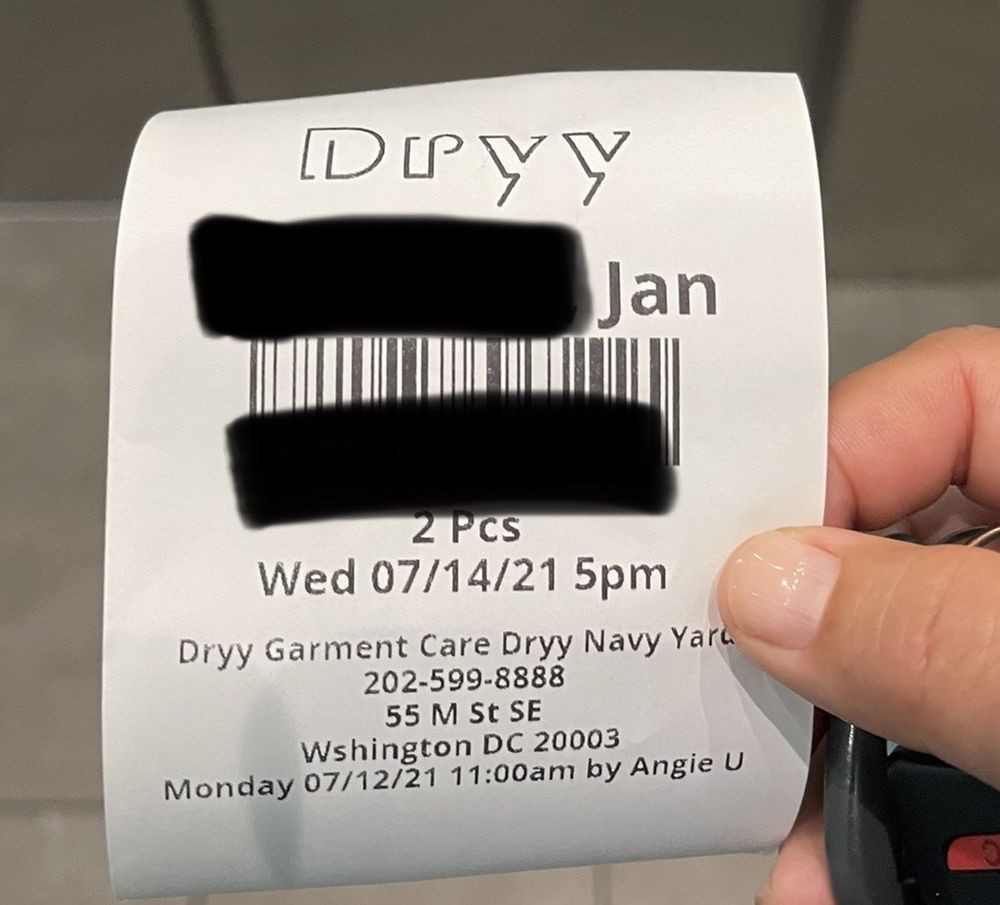 Dryy
Jan
2 Pcs
Wed 07/14/21 5pm
Dryy Garment Care Dryy Navy Yard
202-599-8888
55 M St SE
Wshington DC 20003
Monday 07/12/21 11:00am by Angie U